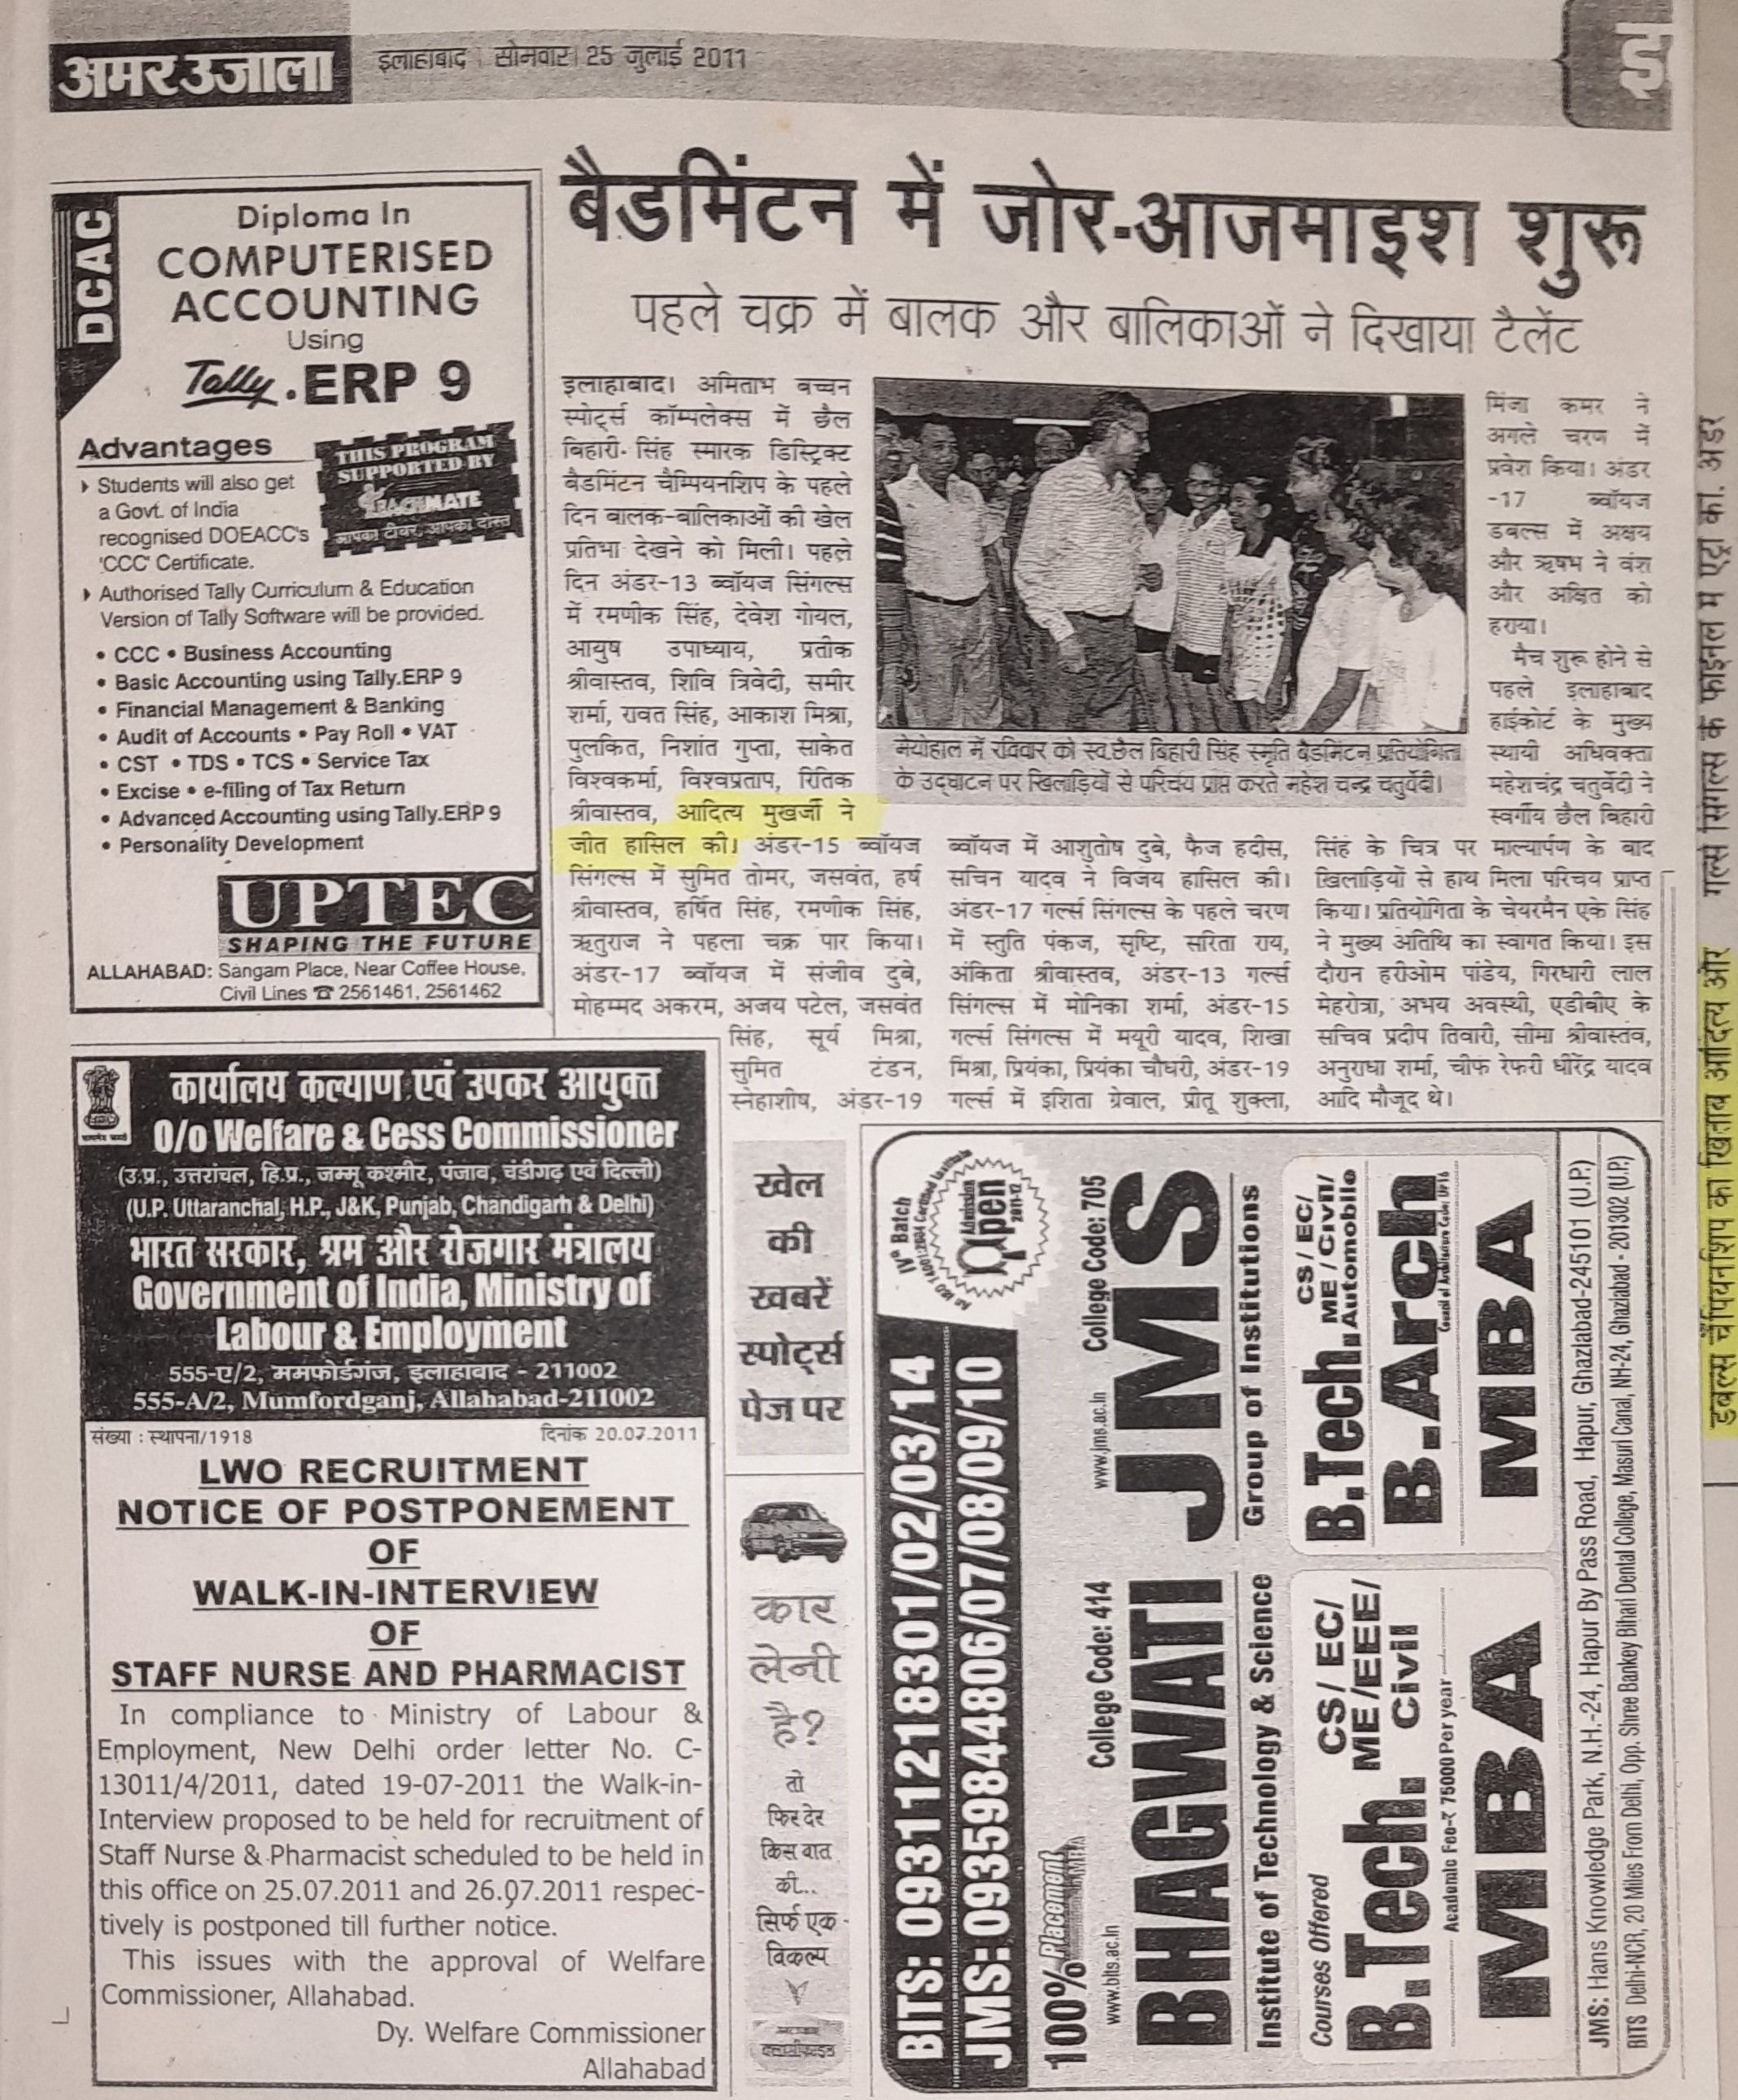 अमर उजाला
इलाहाबाद। सोमवार। 25 जुलाई 2011
इ
DCAC
Diploma In
COMPUTERISED
ACCOUNTING
Using
Tally.ERP 9
Advantages
THIS PROGRAM
SUPPORTED BY
Students will also get
a Govt. of India
recognised DOEACC's
'CCC' Certificate.
Authorised Tally Curriculum & Education
Version of Tally Software will be provided.
• CCC • Business Accounting
• Basic Accounting using Tally.ERP 9
• Financial Management & Banking
• Audit of Accounts • Pay Roll • VAT
• CST • TDS • TCS • Service Tax
• Excise • e-filing of Tax Return
• Advanced Accounting using Tally.ERP 9
• Personality Development
UPTEC
SHAPING THE FUTURE
ALLAHABAD: Sangam Place, Near Coffee House,
Civil Lines ☎ 2561461, 2561462
बैडमिंटन में जोर-आजमाइश शुरू
पहले चक्र में बालक और बालिकाओं ने दिखाया टैलेंट
इलाहाबाद। अमिताभ बच्चन
स्पोर्ट्स कॉम्पलेक्स में छैल
बिहारी सिंह स्मारक डिस्ट्रिक्ट
बैडमिंटन चैम्पियनशिप के पहले
दिन बालक-बालिकाओं की खेल
प्रतिभा देखने को मिली। पहले
दिन अंडर-13 ब्वॉयज सिंगल्स
में रमणीक सिंह, देवेश गोयल,
आयुष उपाध्याय, प्रतीक
श्रीवास्तव, शिवि त्रिवेदी, समीर
शर्मा, रावत सिंह, आकाश मिश्रा,
पुलकित, निशांत गुप्ता, साकेत
विश्वकर्मा, विश्वप्रताप, रितिक
श्रीवास्तव, आदित्य मुखर्जी ने
जीत हासिल की। अंडर-15 ब्वॉयज
सिंगल्स में सुमित तोमर, जसवंत, हर्ष
श्रीवास्तव, हर्षित सिंह, रमणीक सिंह,
ऋतुराज ने पहला चक्र पार किया।
अंडर-17 ब्वॉयज में संजीव दुबे,
मोहम्मद अकरम, अजय पटेल, जसवंत
सिंह, सूर्य मिश्रा,
सुमित टंडन,
स्नेहाशीष, अंडर-19
मेयोहाल में रविवार को स्व.छैल बिहारी सिंह स्मृति बैडमिंटन प्रतियोगिता
के उद्घाटन पर खिलाड़ियों से परिचय प्राप्त करते महेश चन्द्र चतुर्वेदी।
ब्वॉयज में आशुतोष दुबे, फैज हदीस,
सचिन यादव ने विजय हासिल की।
अंडर-17 गर्ल्स सिंगल्स के पहले चरण
में स्तुति पंकज, सृष्टि, सरिता राय,
अंकिता श्रीवास्तव, अंडर-13 गर्ल्स
सिंगल्स में मोनिका शर्मा, अंडर-15
गर्ल्स सिंगल्स में मयूरी यादव, शिखा
मिश्रा, प्रियंका, प्रियंका चौधरी, अंडर-19
गर्ल्स में इशिता ग्रेवाल, प्रीतू शुक्ला,
मिंजा कमर ने
अगले चरण में
प्रवेश किया। अंडर
-17 ब्वॉयज
डबल्स में अक्षय
और ऋषभ ने वंश
और अक्षित को
हराया।
मैच शुरू होने से
पहले इलाहाबाद
हाईकोर्ट के मुख्य
स्थायी अधिवक्ता
महेशचंद्र चतुर्वेदी ने
स्वर्गीय छैल बिहारी
सिंह के चित्र पर माल्यार्पण के बाद
खिलाड़ियों से हाथ मिला परिचय प्राप्त
किया। प्रतियोगिता के चेयरमैन एके सिंह
ने मुख्य अतिथि का स्वागत किया। इस
दौरान हरीओम पांडेय, गिरधारी लाल
मेहरोत्रा, अभय अवस्थी, एडीबीए के
सचिव प्रदीप तिवारी, सीमा श्रीवास्तव,
अनुराधा शर्मा, चीफ रेफरी धीरेंद्र यादव
आदि मौजूद थे।
कार्यालय कल्याण एवं उपकर आयुक्त
O/o Welfare & Cess Commissioner
(उ.प्र., उत्तरांचल, हि.प्र., जम्मू कश्मीर, पंजाब, चंडीगढ़ एवं दिल्ली)
(U.P. Uttaranchal, H.P., J&K, Punjab, Chandigarh & Delhi)
भारत सरकार, श्रम और रोजगार मंत्रालय
Government of India, Ministry of
Labour & Employment
555-ए/2, ममफोर्डगंज, इलाहाबाद - 211002
555-A/2, Mumfordganj, Allahabad-211002
संख्या : स्थापना/1918 दिनांक 20.07.2011
LWO RECRUITMENT
NOTICE OF POSTPONEMENT
OF
WALK-IN-INTERVIEW
OF
STAFF NURSE AND PHARMACIST
In compliance to Ministry of Labour &
Employment, New Delhi order letter No. C-
13011/4/2011, dated 19-07-2011 the Walk-in-
Interview proposed to be held for recruitment of
Staff Nurse & Pharmacist scheduled to be held in
this office on 25.07.2011 and 26.07.2011 respec-
tively is postponed till further notice.
This issues with the approval of Welfare
Commissioner, Allahabad.
Dy. Welfare Commissioner
Allahabad
खेल
की
खबरें
स्पोर्ट्स
पेज पर
कार
लेनी
है?
तो
फिर देर
किस बात
की...
सिर्फ एक
विकल्प
IVth Batch
Admission
Open
2011-12
BITS: 09311218301/02/03/14
JMS: 09359844806/07/08/09/10
100% Placement
www.bits.ac.in College Code: 414
BHAGWATI
Institute of Technology & Science
www.jms.ac.in College Code: 705
JMS
Group of Institutions
Courses Offered
B.Tech. CS/ EC/ ME/EEE/ Civil
Academic Fee-₹ 75000 Per year
MBA
B.Tech. CS / EC/ ME / Civil/ Automobile
B.Arch
MBA
JMS: Hans Knowledge Park, N.H.-24, Hapur By Pass Road, Hapur, Ghaziabad-245101 (U.P.)
BITS Delhi-NCR, 20 Miles From Delhi, Opp. Shree Bankey Bihari Dental College, Masuri Canal, NH-24, Ghaziabad - 201302 (U.P.)
डबल्स चैंपियनशिप का खिताब आदित्य और